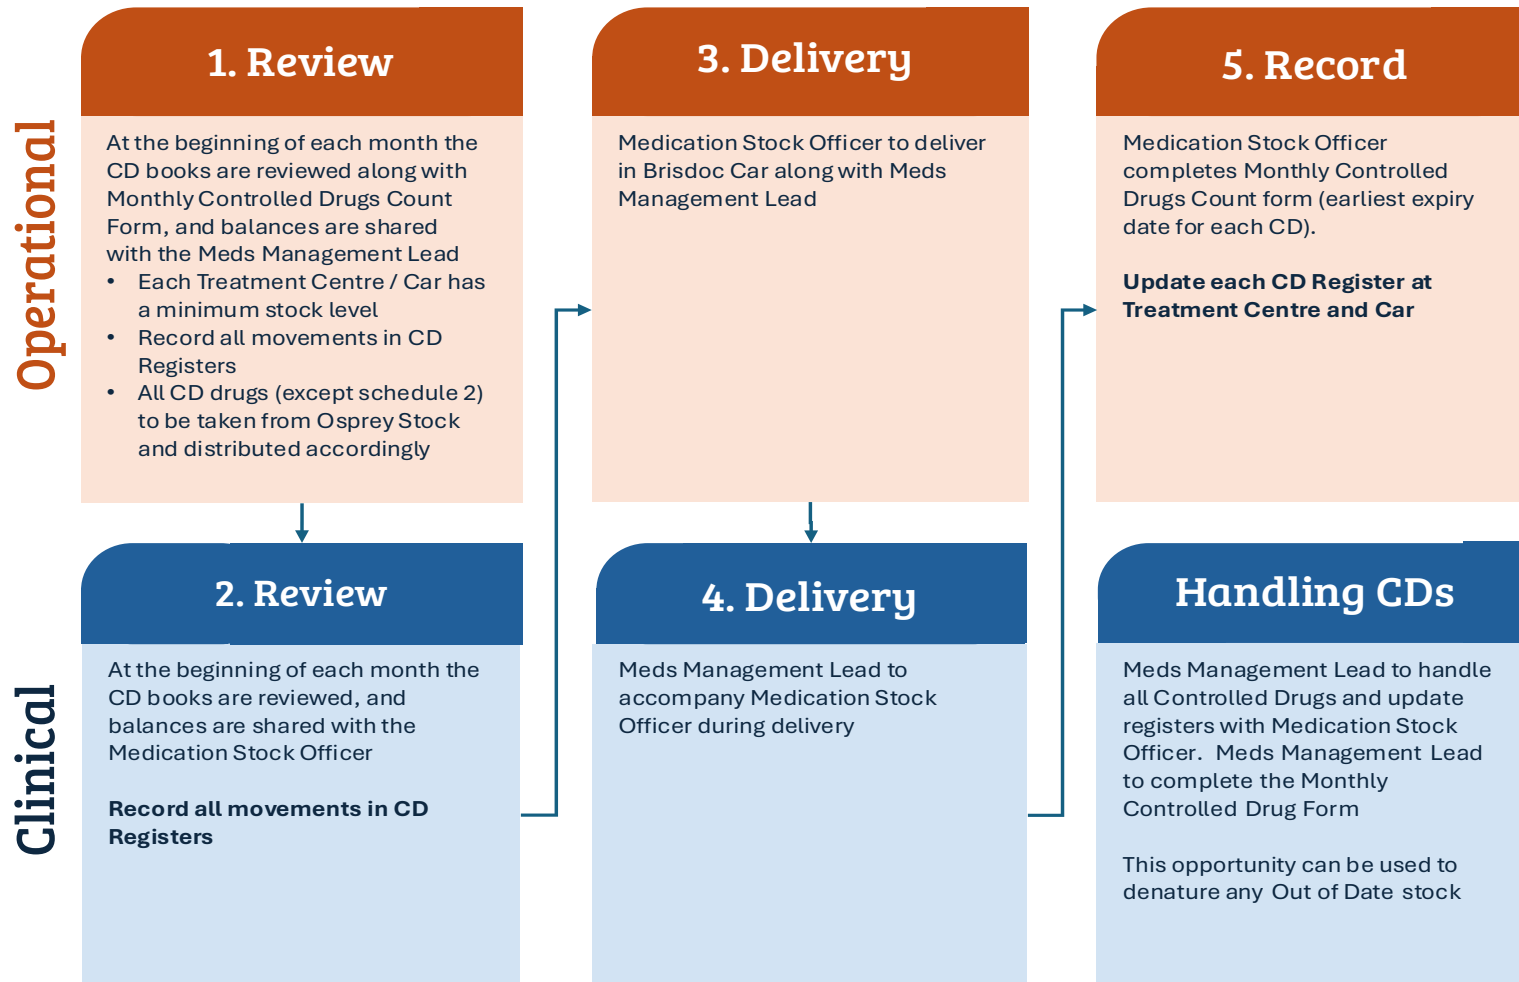 Operational
1. Review
At the beginning of each month the
CD books are reviewed along with
Monthly Controlled Drugs Count
Form, and balances are shared
with the Meds Management Lead
• Each Treatment Centre / Car has
a minimum stock level
• Record all movements in CD
Registers
• All CD drugs (except schedule 2)
to be taken from Osprey Stock
and distributed accordingly
Clinical
2. Review
At the beginning of each month the
CD books are reviewed, and
balances are shared with the
Medication Stock Officer
Record all movements in CD
Registers
3. Delivery
Medication Stock Officer to deliver
in Brisdoc Car along with Meds
Management Lead
4. Delivery
Meds Management Lead to
accompany Medication Stock
Officer during delivery
5. Record
Medication Stock Officer
completes Monthly Controlled
Drugs Count form (earliest expiry
date for each CD).
Update each CD Register at
Treatment Centre and Car
Handling CDs
Meds Management Lead to handle
all Controlled Drugs and update
registers with Medication Stock
Officer. Meds Management Lead
to complete the Monthly
Controlled Drug Form
This opportunity can be used to
denature any Out of Date stock